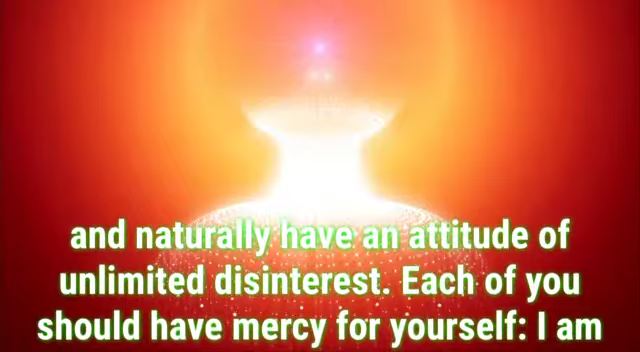 and naturally have an attitude of
unlimited disinterest. Each of you
should have mercy for yourself: I am